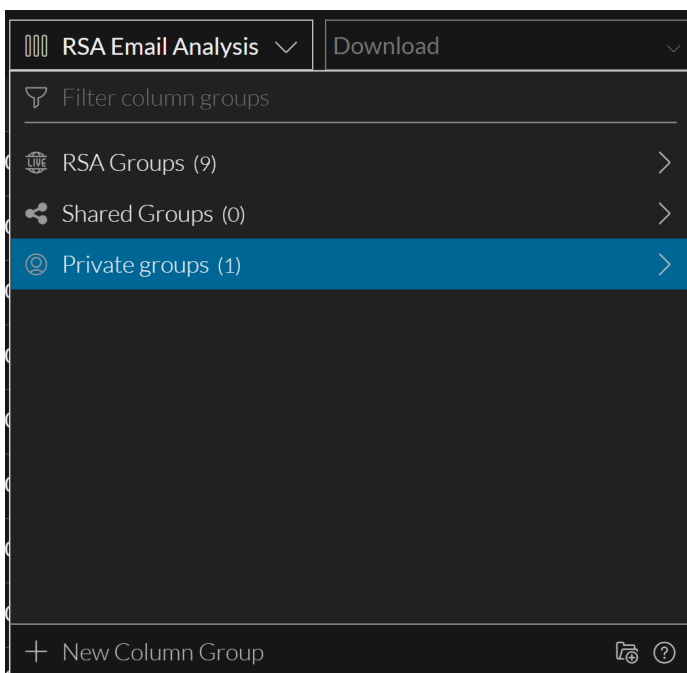 RSA Email Analysis
Download
Filter column groups
LIVE
RSA Groups (9)
Shared Groups (0)
Private groups (1)
New Column Group